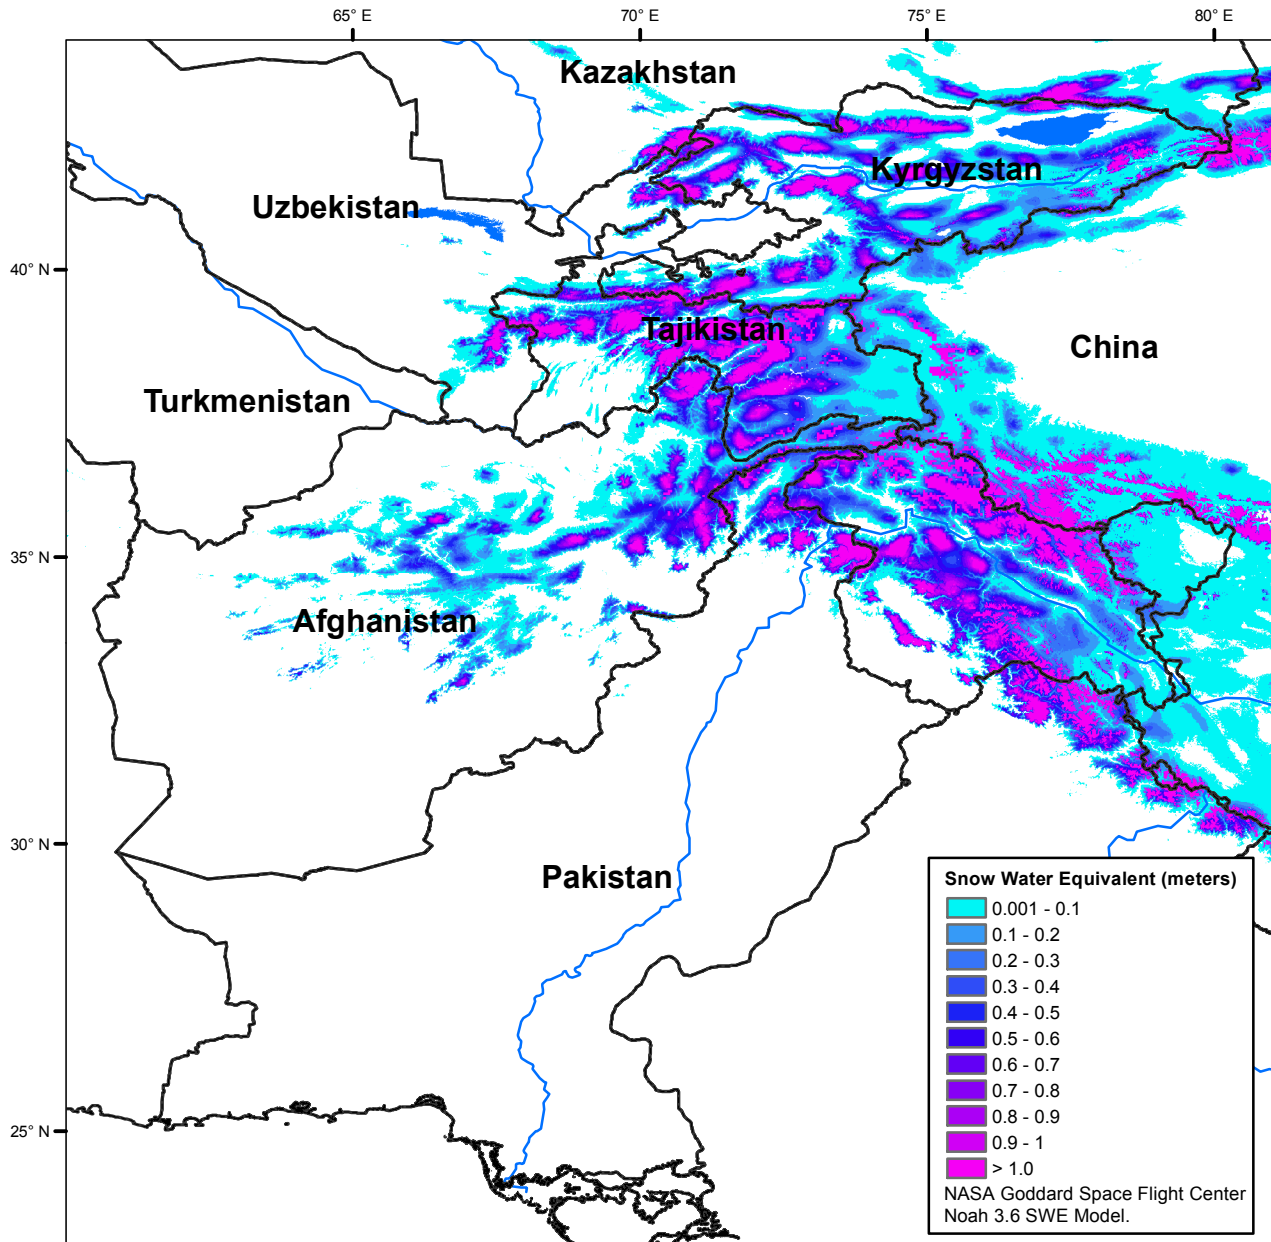 65° E
70° E
75° E
80° E
Kazakhstan
Kyrgyzstan
Uzbekistan
40° N
Tajikistan
China
Turkmenistan
35° N
Afghanistan
30° N
Pakistan
Snow Water Equivalent (meters)
0.001 - 0.1
0.1 - 0.2
0.2 - 0.3
0.3 - 0.4
0.4 - 0.5
0.5 - 0.6
0.6 - 0.7
0.7 - 0.8
0.8 - 0.9
0.9 - 1
> 1.0
25° N
NASA Goddard Space Flight Center
Noah 3.6 SWE Model.